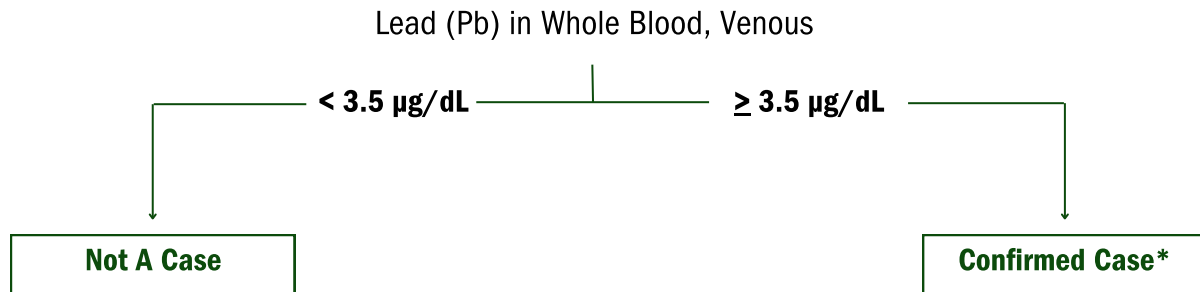 Lead (Pb) in Whole Blood, Venous
< 3.5 µg/dL
≥ 3.5 µg/dL
Not A Case
Confirmed Case*